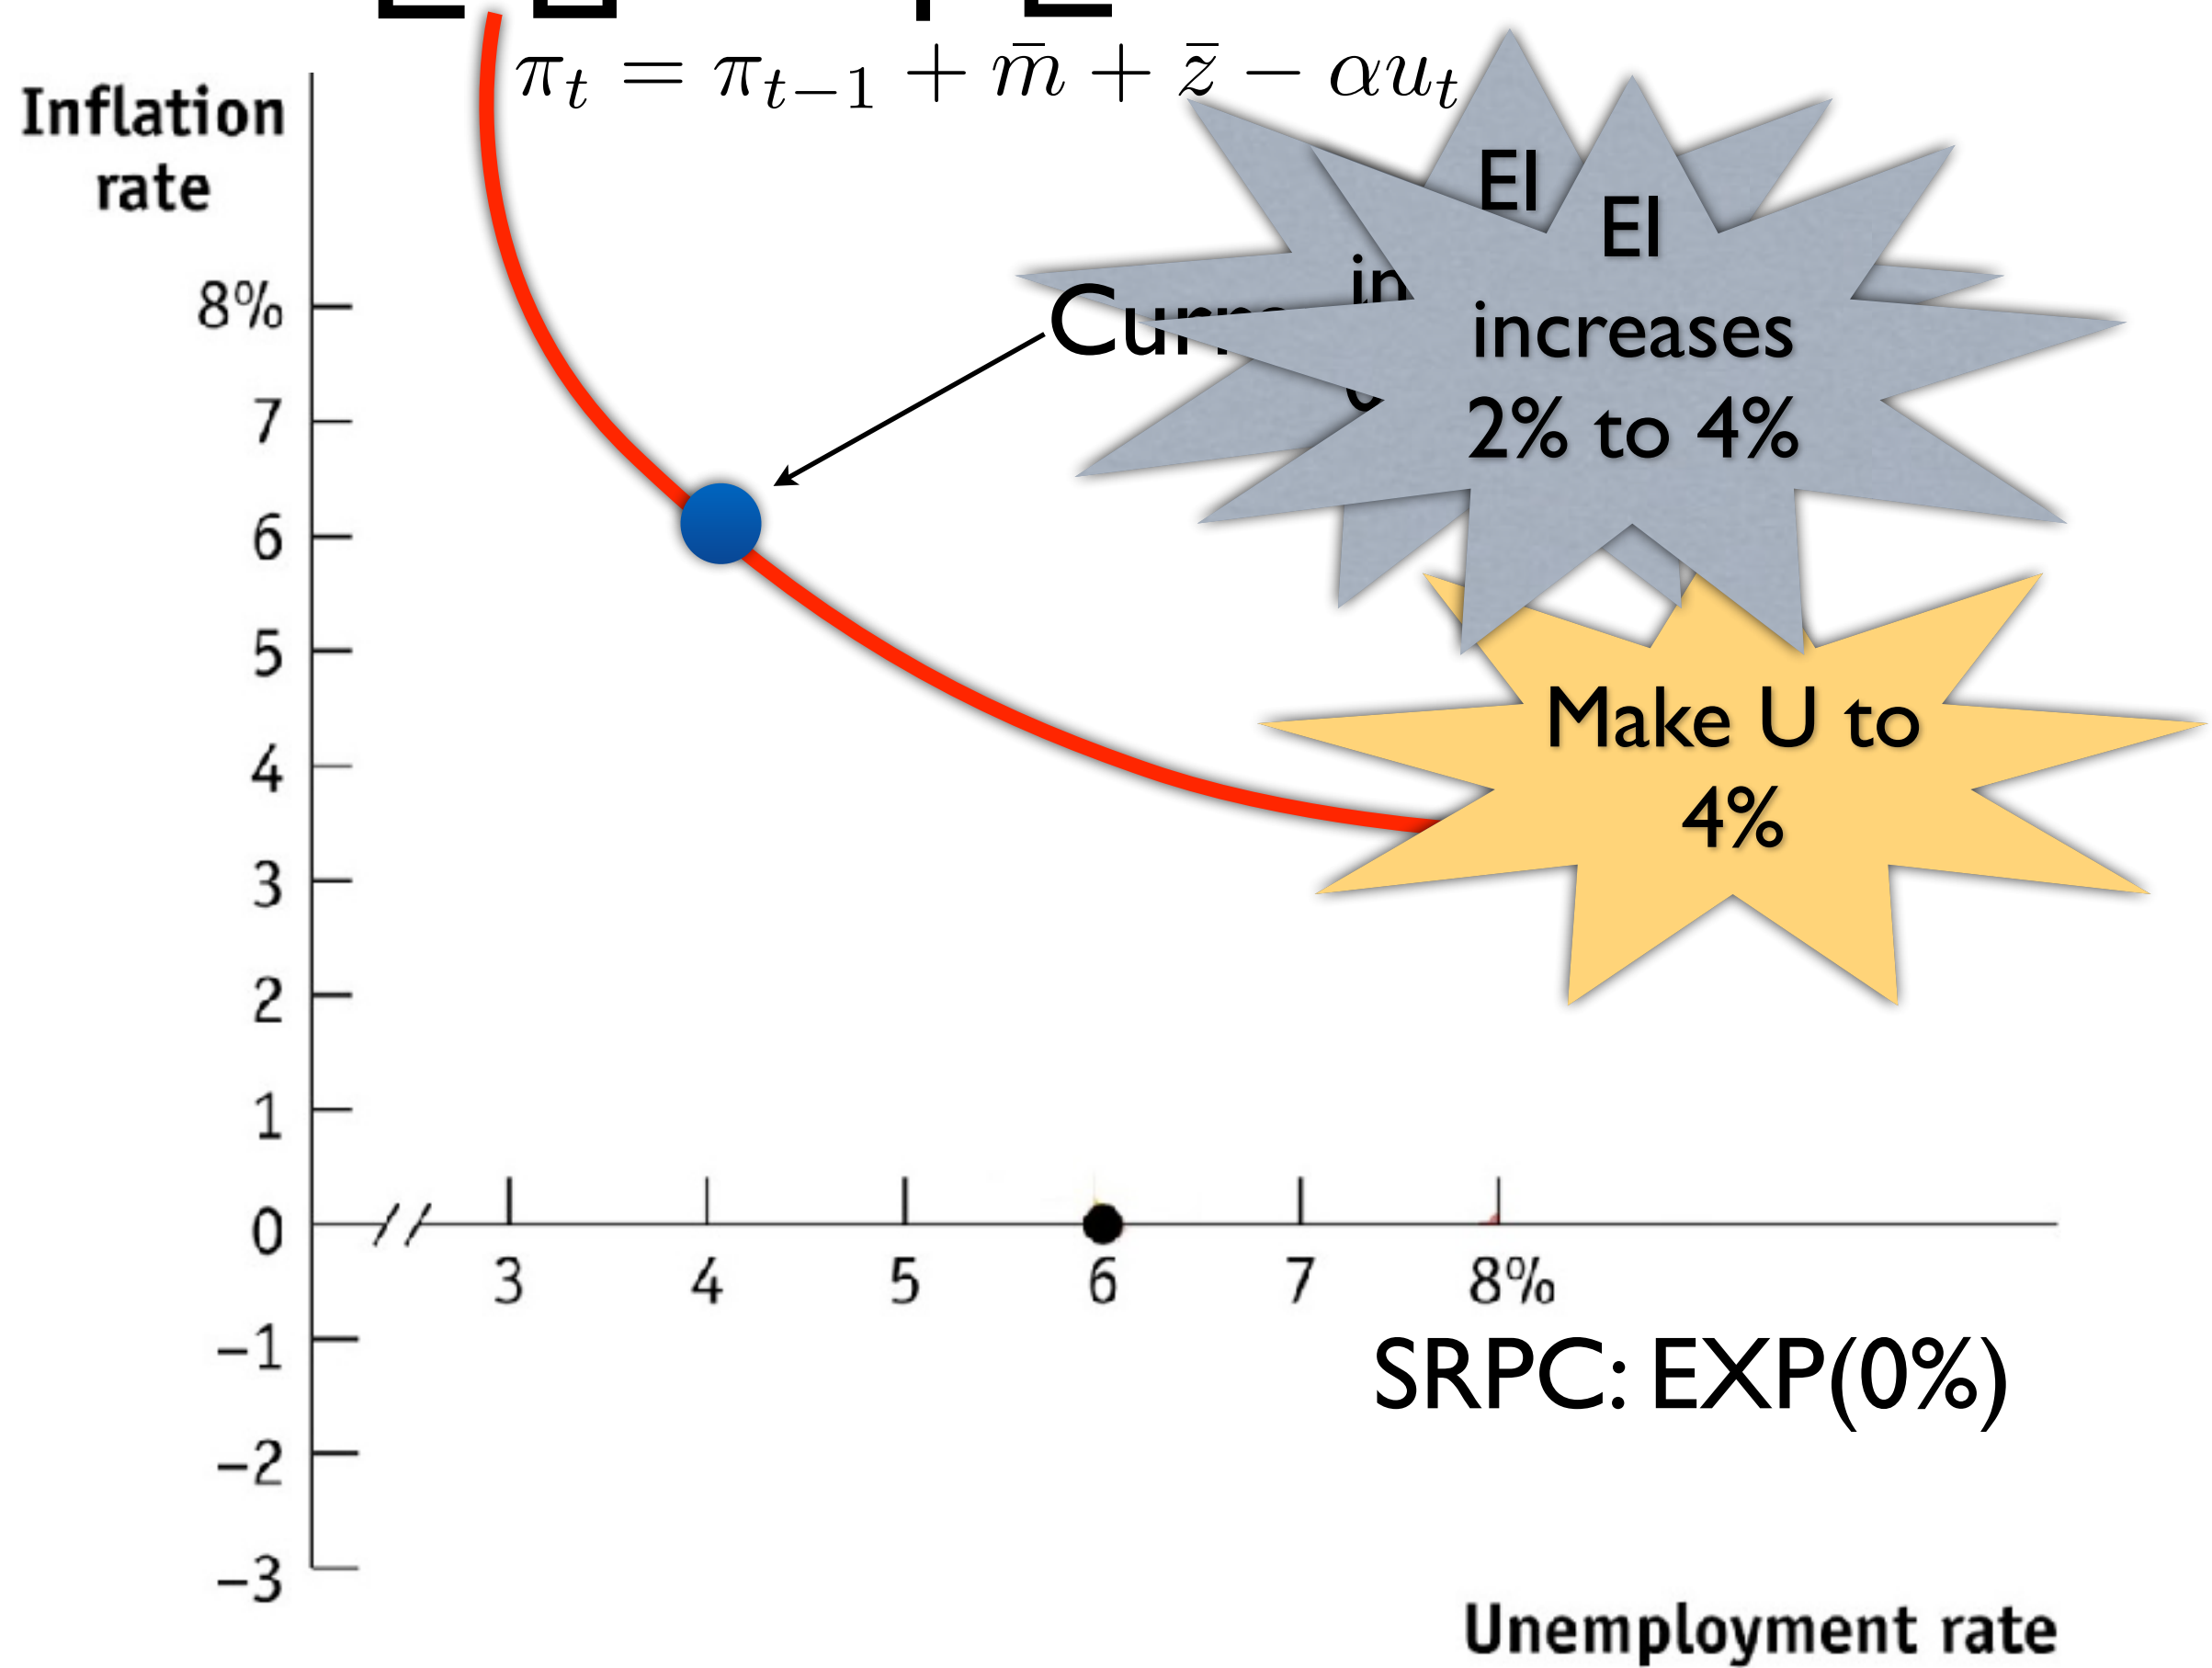 π_t = π_{t−1} + m̄ + z̄ − αu_t
Inflation
rate
EI
EI
increases
2% to 4%
8%
7
6
5
4
3
2
1
0
−1
−2
−3
Make U to
4%
3 4 5 6 7 8%
SRPC: EXP(0%)
Unemployment rate